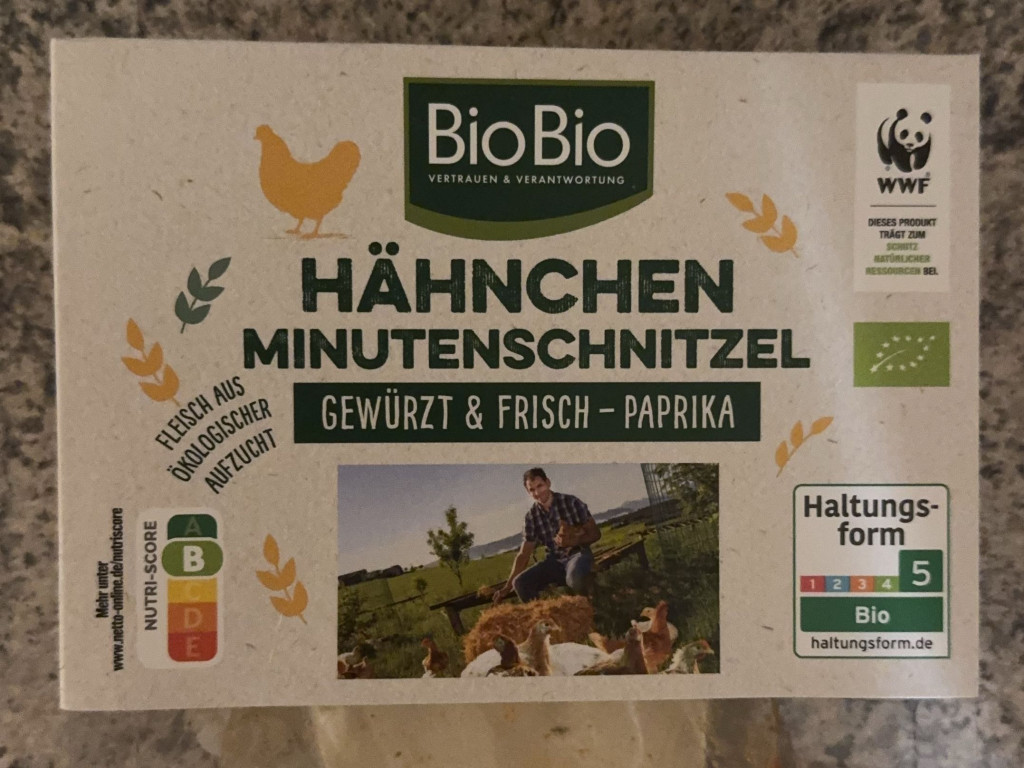 BioBio
VERTRAUEN & VERANTWORTUNG
WWF
DIESES PRODUKT
TRÄGT ZUM
SCHUTZ
NATÜRLICHER
RESSOURCEN BEI.
HÄHNCHEN
MINUTENSCHNITZEL
GEWÜRZT & FRISCH – PAPRIKA
FLEISCH AUS
ÖKOLOGISCHER
AUFZUCHT
Mehr unter
www.netto-online.de/nutriscore
NUTRI-SCORE
A
B
C
D
E
Haltungs-
form
1 2 3 4 5
Bio
haltungsform.de